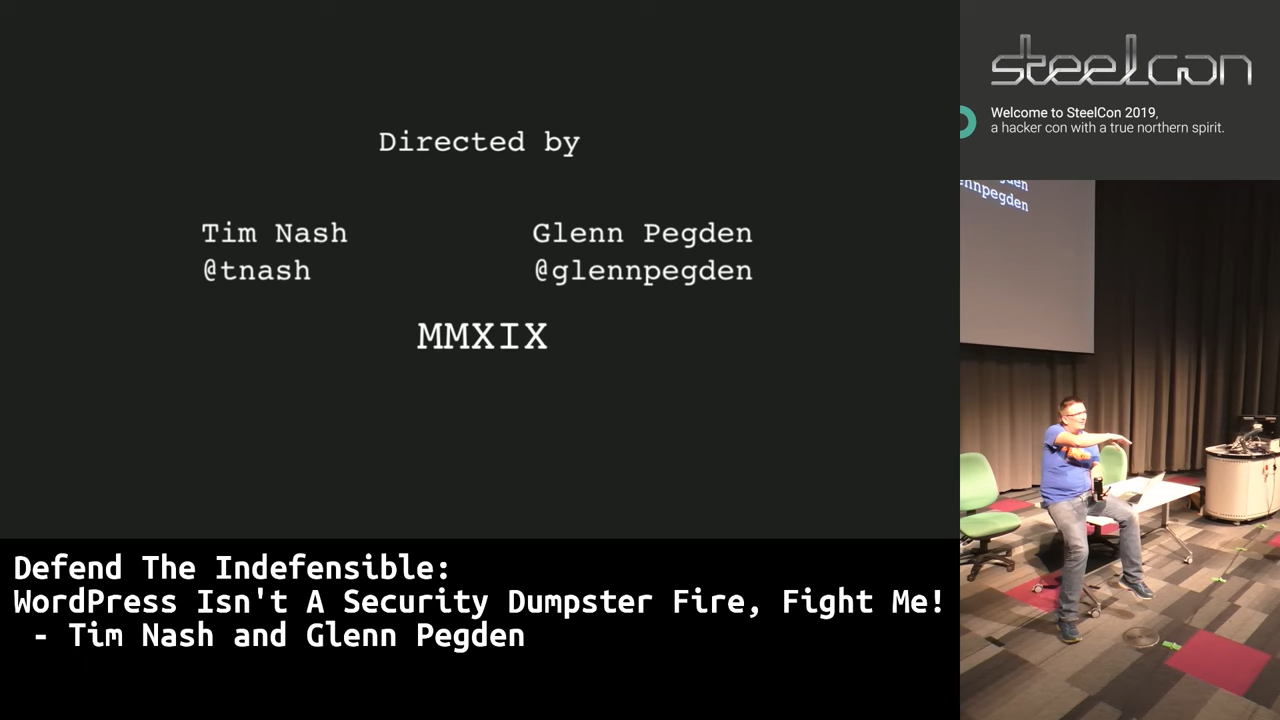 Directed by
Tim Nash
Glenn Pegden
@tnash
@glennpegden
MMXIX
Defend The Indefensible:
WordPress Isn't A Security Dumpster Fire, Fight Me!
- Tim Nash and Glenn Pegden
steelcon
Welcome to SteelCon 2019,
a hacker con with a true northern spirit.
nnpegden